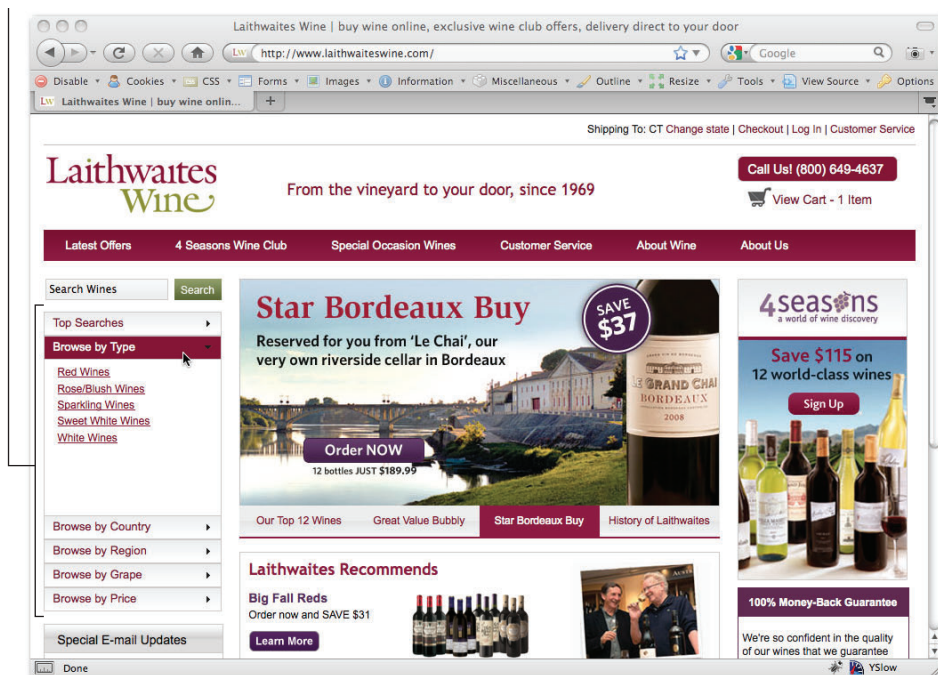 Laithwaites Wine | buy wine online, exclusive wine club offers, delivery direct to your door
Lw http://www.laithwaiteswine.com/
Google
Disable Cookies CSS Forms Images Information Miscellaneous Outline Resize Tools View Source Options
Lw Laithwaites Wine | buy wine onlin... +
Shipping To: CT Change state | Checkout | Log In | Customer Service
Laithwaites
Wine
From the vineyard to your door, since 1969
Call Us! (800) 649-4637
View Cart - 1 Item
Latest Offers 4 Seasons Wine Club Special Occasion Wines Customer Service About Wine About Us
Search Wines Search
Top Searches
Browse by Type
Red Wines
Rose/Blush Wines
Sparkling Wines
Sweet White Wines
White Wines
Browse by Country
Browse by Region
Browse by Grape
Browse by Price
Special E-mail Updates
Star Bordeaux Buy
SAVE
$37
Reserved for you from 'Le Chai', our
very own riverside cellar in Bordeaux
LE GRAND CHAI
BORDEAUX
2008
Order NOW
12 bottles JUST $189.99
Our Top 12 Wines Great Value Bubbly Star Bordeaux Buy History of Laithwaites
Laithwaites Recommends
Big Fall Reds
Order now and SAVE $31
Learn More
4seasons
a world of wine discovery
Save $115 on
12 world-class wines
Sign Up
100% Money-Back Guarantee
We're so confident in the quality
of our wines that we guarantee
Done
YSlow